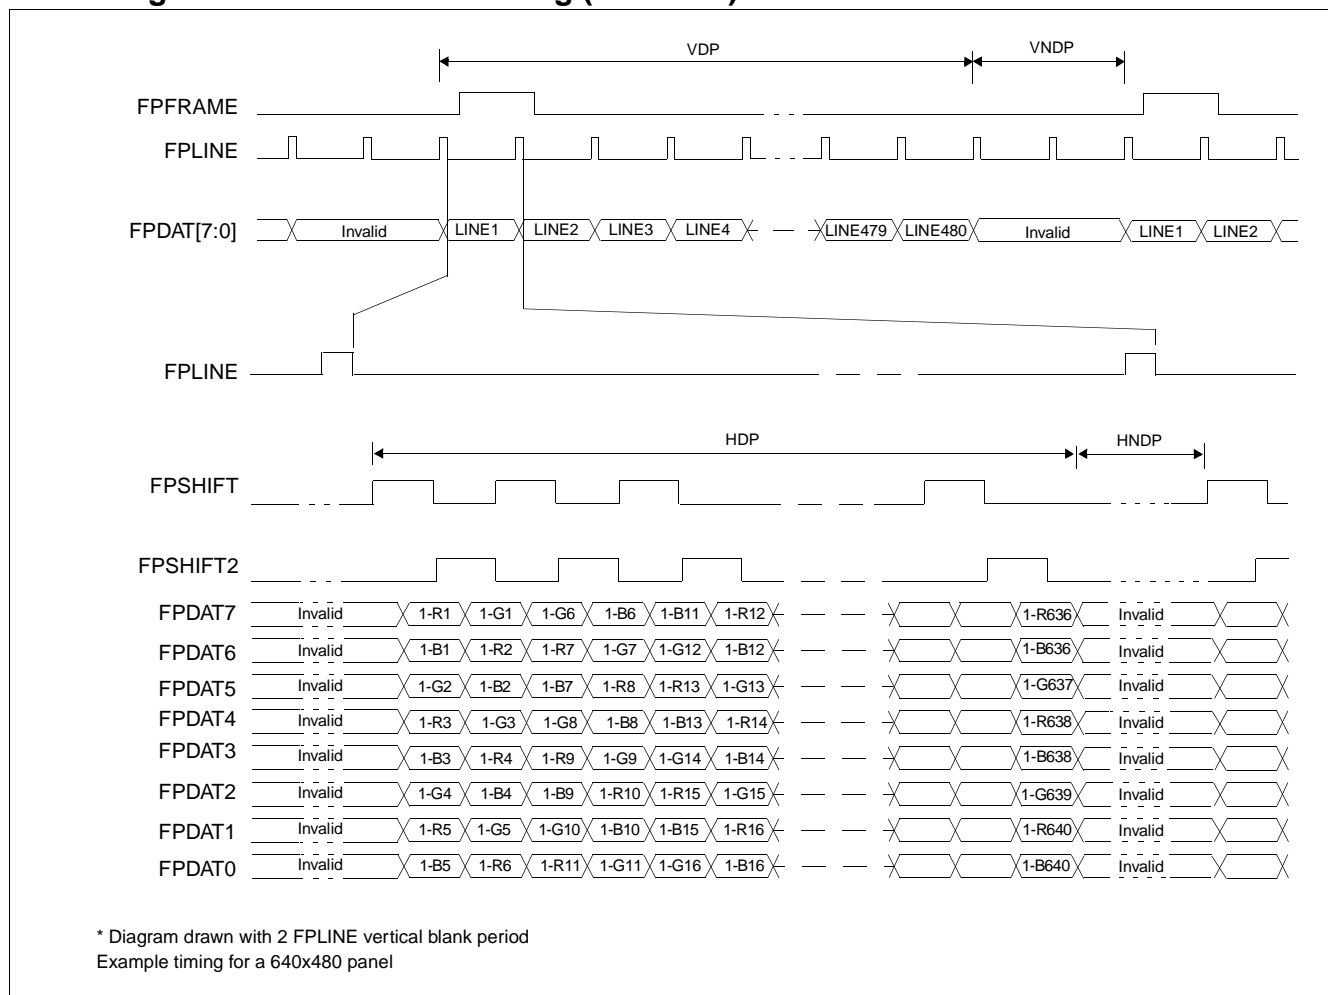 VDP VNDP
FPFRAME
FPLINE
FPDAT[7:0] Invalid LINE1 LINE2 LINE3 LINE4 LINE479 LINE480 Invalid LINE1 LINE2
FPLINE
HDP HNDP
FPSHIFT
FPSHIFT2
FPDAT7 Invalid 1-R1 1-G1 1-G6 1-B6 1-B11 1-R12 1-R636 Invalid
FPDAT6 Invalid 1-B1 1-R2 1-R7 1-G7 1-G12 1-B12 1-B636 Invalid
FPDAT5 Invalid 1-G2 1-B2 1-B7 1-R8 1-R13 1-G13 1-G637 Invalid
FPDAT4 Invalid 1-R3 1-G3 1-G8 1-B8 1-B13 1-R14 1-R638 Invalid
FPDAT3 Invalid 1-B3 1-R4 1-R9 1-G9 1-G14 1-B14 1-B638 Invalid
FPDAT2 Invalid 1-G4 1-B4 1-B9 1-R10 1-R15 1-G15 1-G639 Invalid
FPDAT1 Invalid 1-R5 1-G5 1-G10 1-B10 1-B15 1-R16 1-R640 Invalid
FPDAT0 Invalid 1-B5 1-R6 1-R11 1-G11 1-G16 1-B16 1-B640 Invalid
* Diagram drawn with 2 FPLINE vertical blank period
Example timing for a 640x480 panel